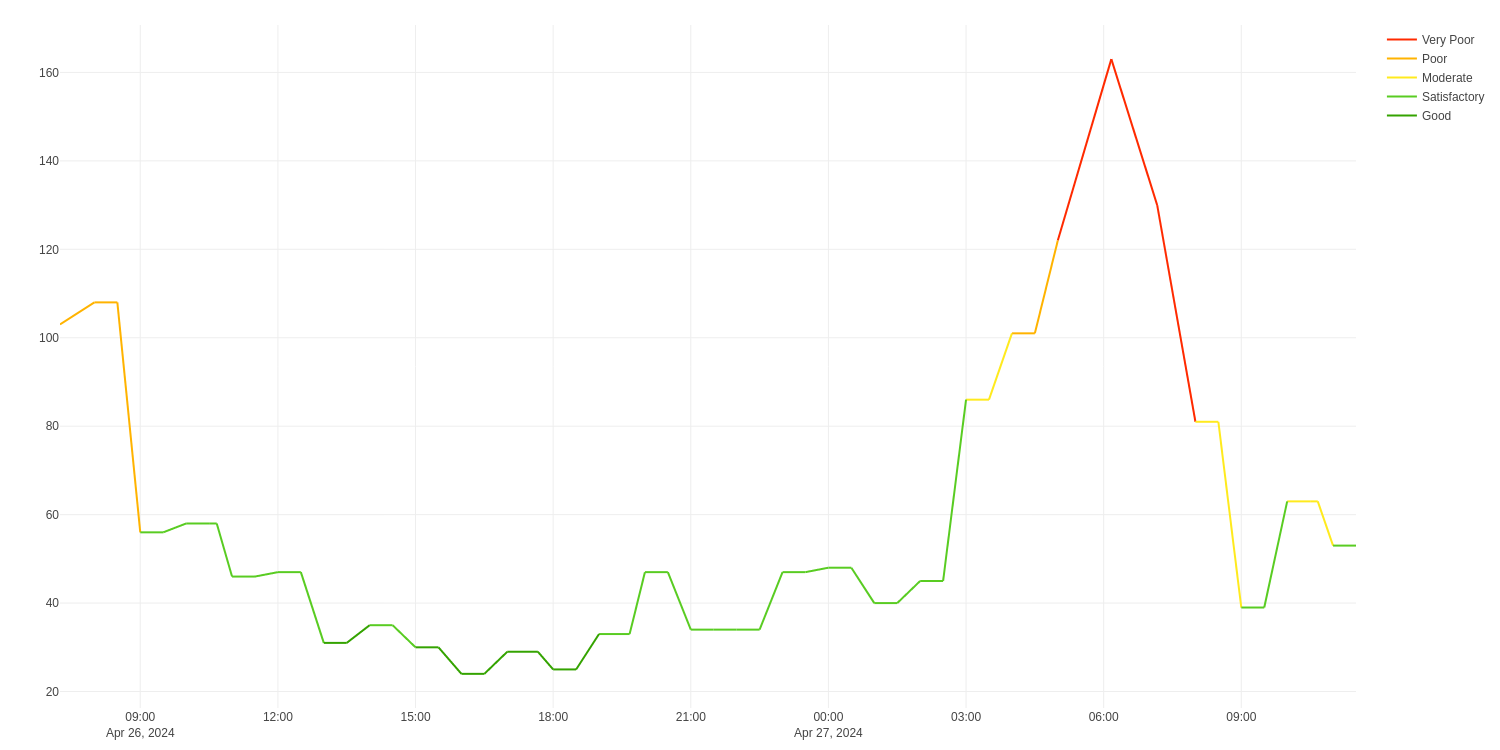 160
140
120
100
80
60
40
20
09:00
Apr 26, 2024
12:00
15:00
18:00
21:00
00:00
Apr 27, 2024
03:00
06:00
09:00
Very Poor
Poor
Moderate
Satisfactory
Good